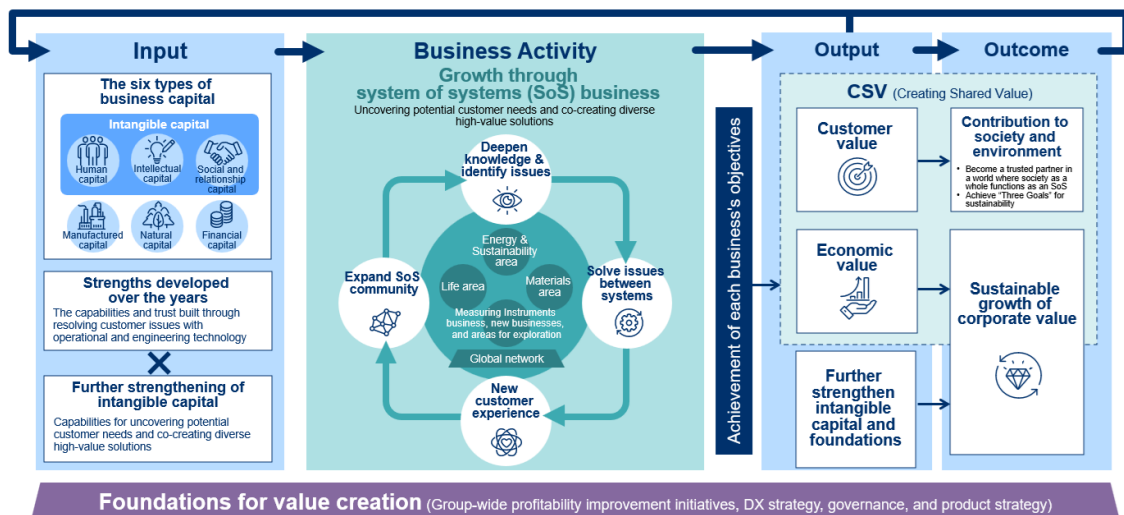 Input
The six types of
business capital
Intangible capital
Human
capital
Intellectual
capital
Social and
relationship
capital
Manufactured
capital
Natural
capital
Financial
capital
Strengths developed
over the years
The capabilities and trust built through
resolving customer issues with
operational and engineering technology
Further strengthening of
intangible capital
Capabilities for uncovering potential
customer needs and co-creating diverse
high-value solutions
Business Activity
Growth through
system of systems (SoS) business
Uncovering potential customer needs and co-creating diverse
high-value solutions
Deepen
knowledge &
identify issues
Energy &
Sustainability
area
Expand SoS
community
Life area
Materials
area
Solve issues
between
systems
Measuring Instruments
business, new businesses,
and areas for exploration
Global network
New
customer
experience
Achievement of each business's objectives
Output
Outcome
CSV (Creating Shared Value)
Customer
value
Contribution to
society and
environment
• Become a trusted partner in
a world where society as a
whole functions as an SoS
• Achieve "Three Goals" for
sustainability
Economic
value
Sustainable
growth of
corporate value
Further
strengthen
intangible
capital and
foundations
Foundations for value creation (Group-wide profitability improvement initiatives, DX strategy, governance, and product strategy)